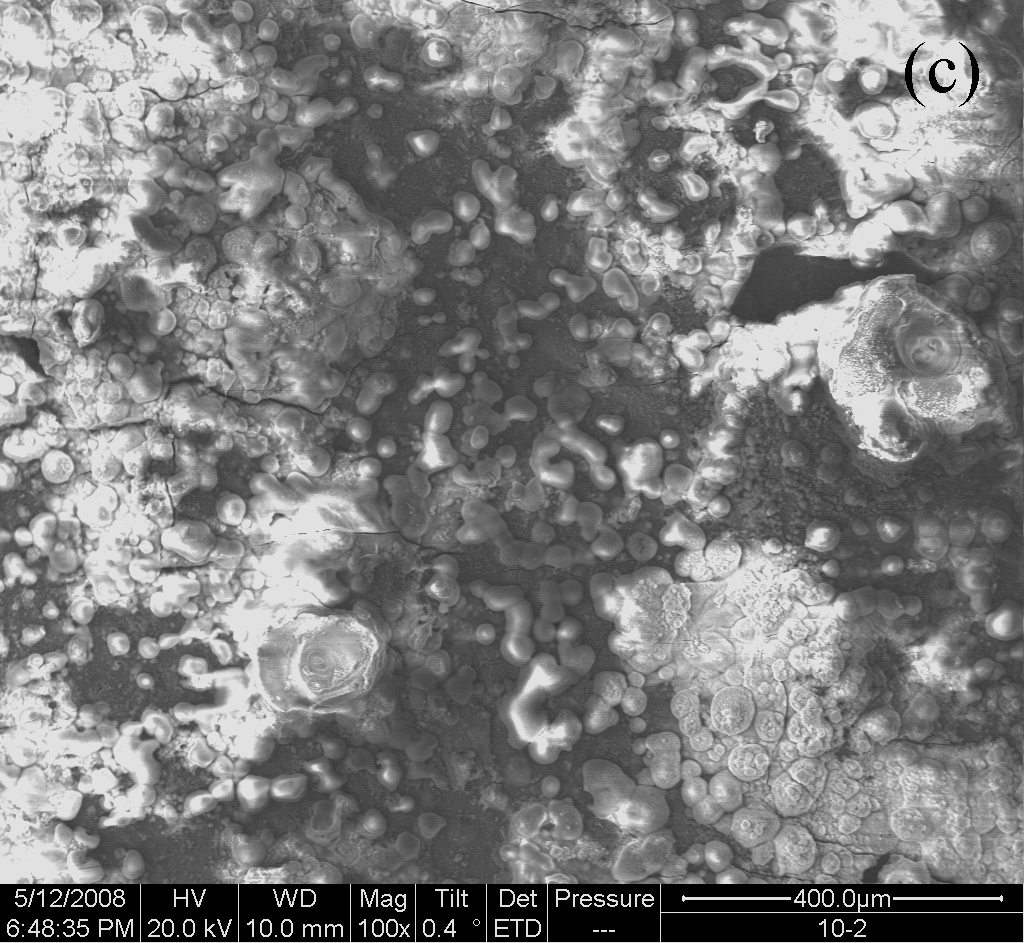 (c)
5/12/2008 HV WD Mag Tilt Det Pressure 400.0µm
6:48:35 PM 20.0 kV 10.0 mm 100x 0.4 ° ETD --- 10-2